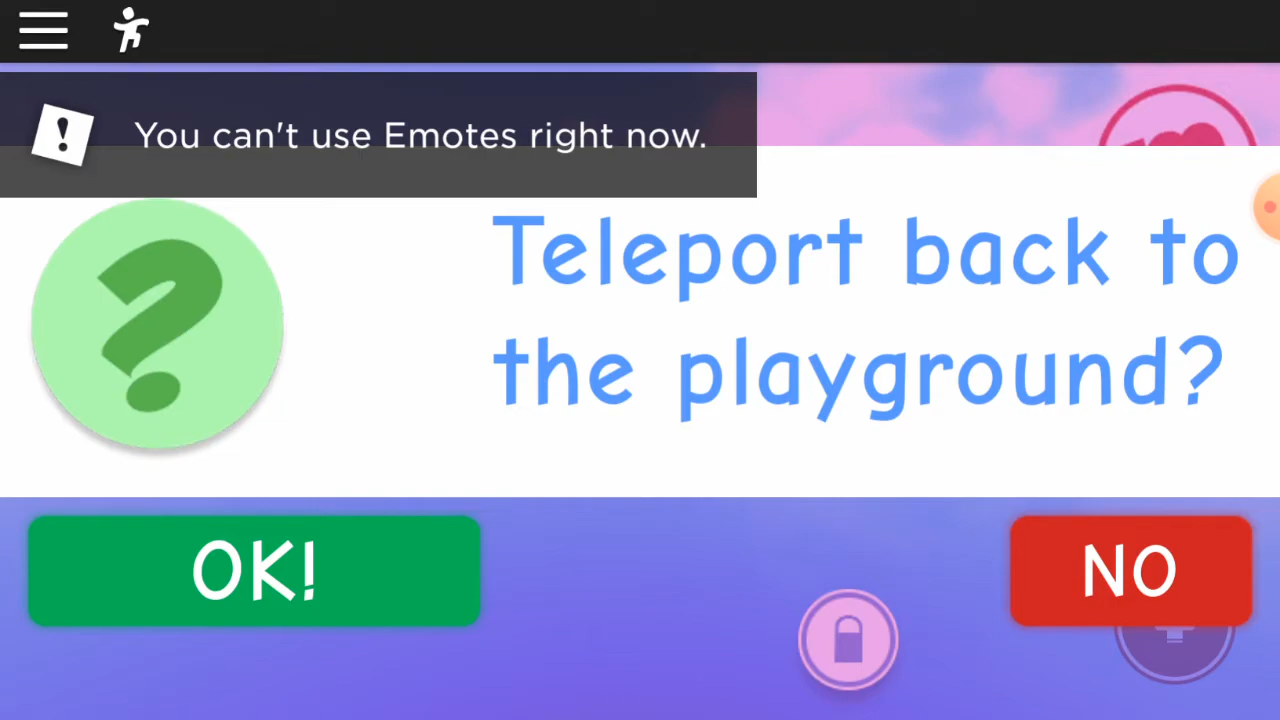 You can't use Emotes right now.
Teleport back to
the playground?
OK!
NO